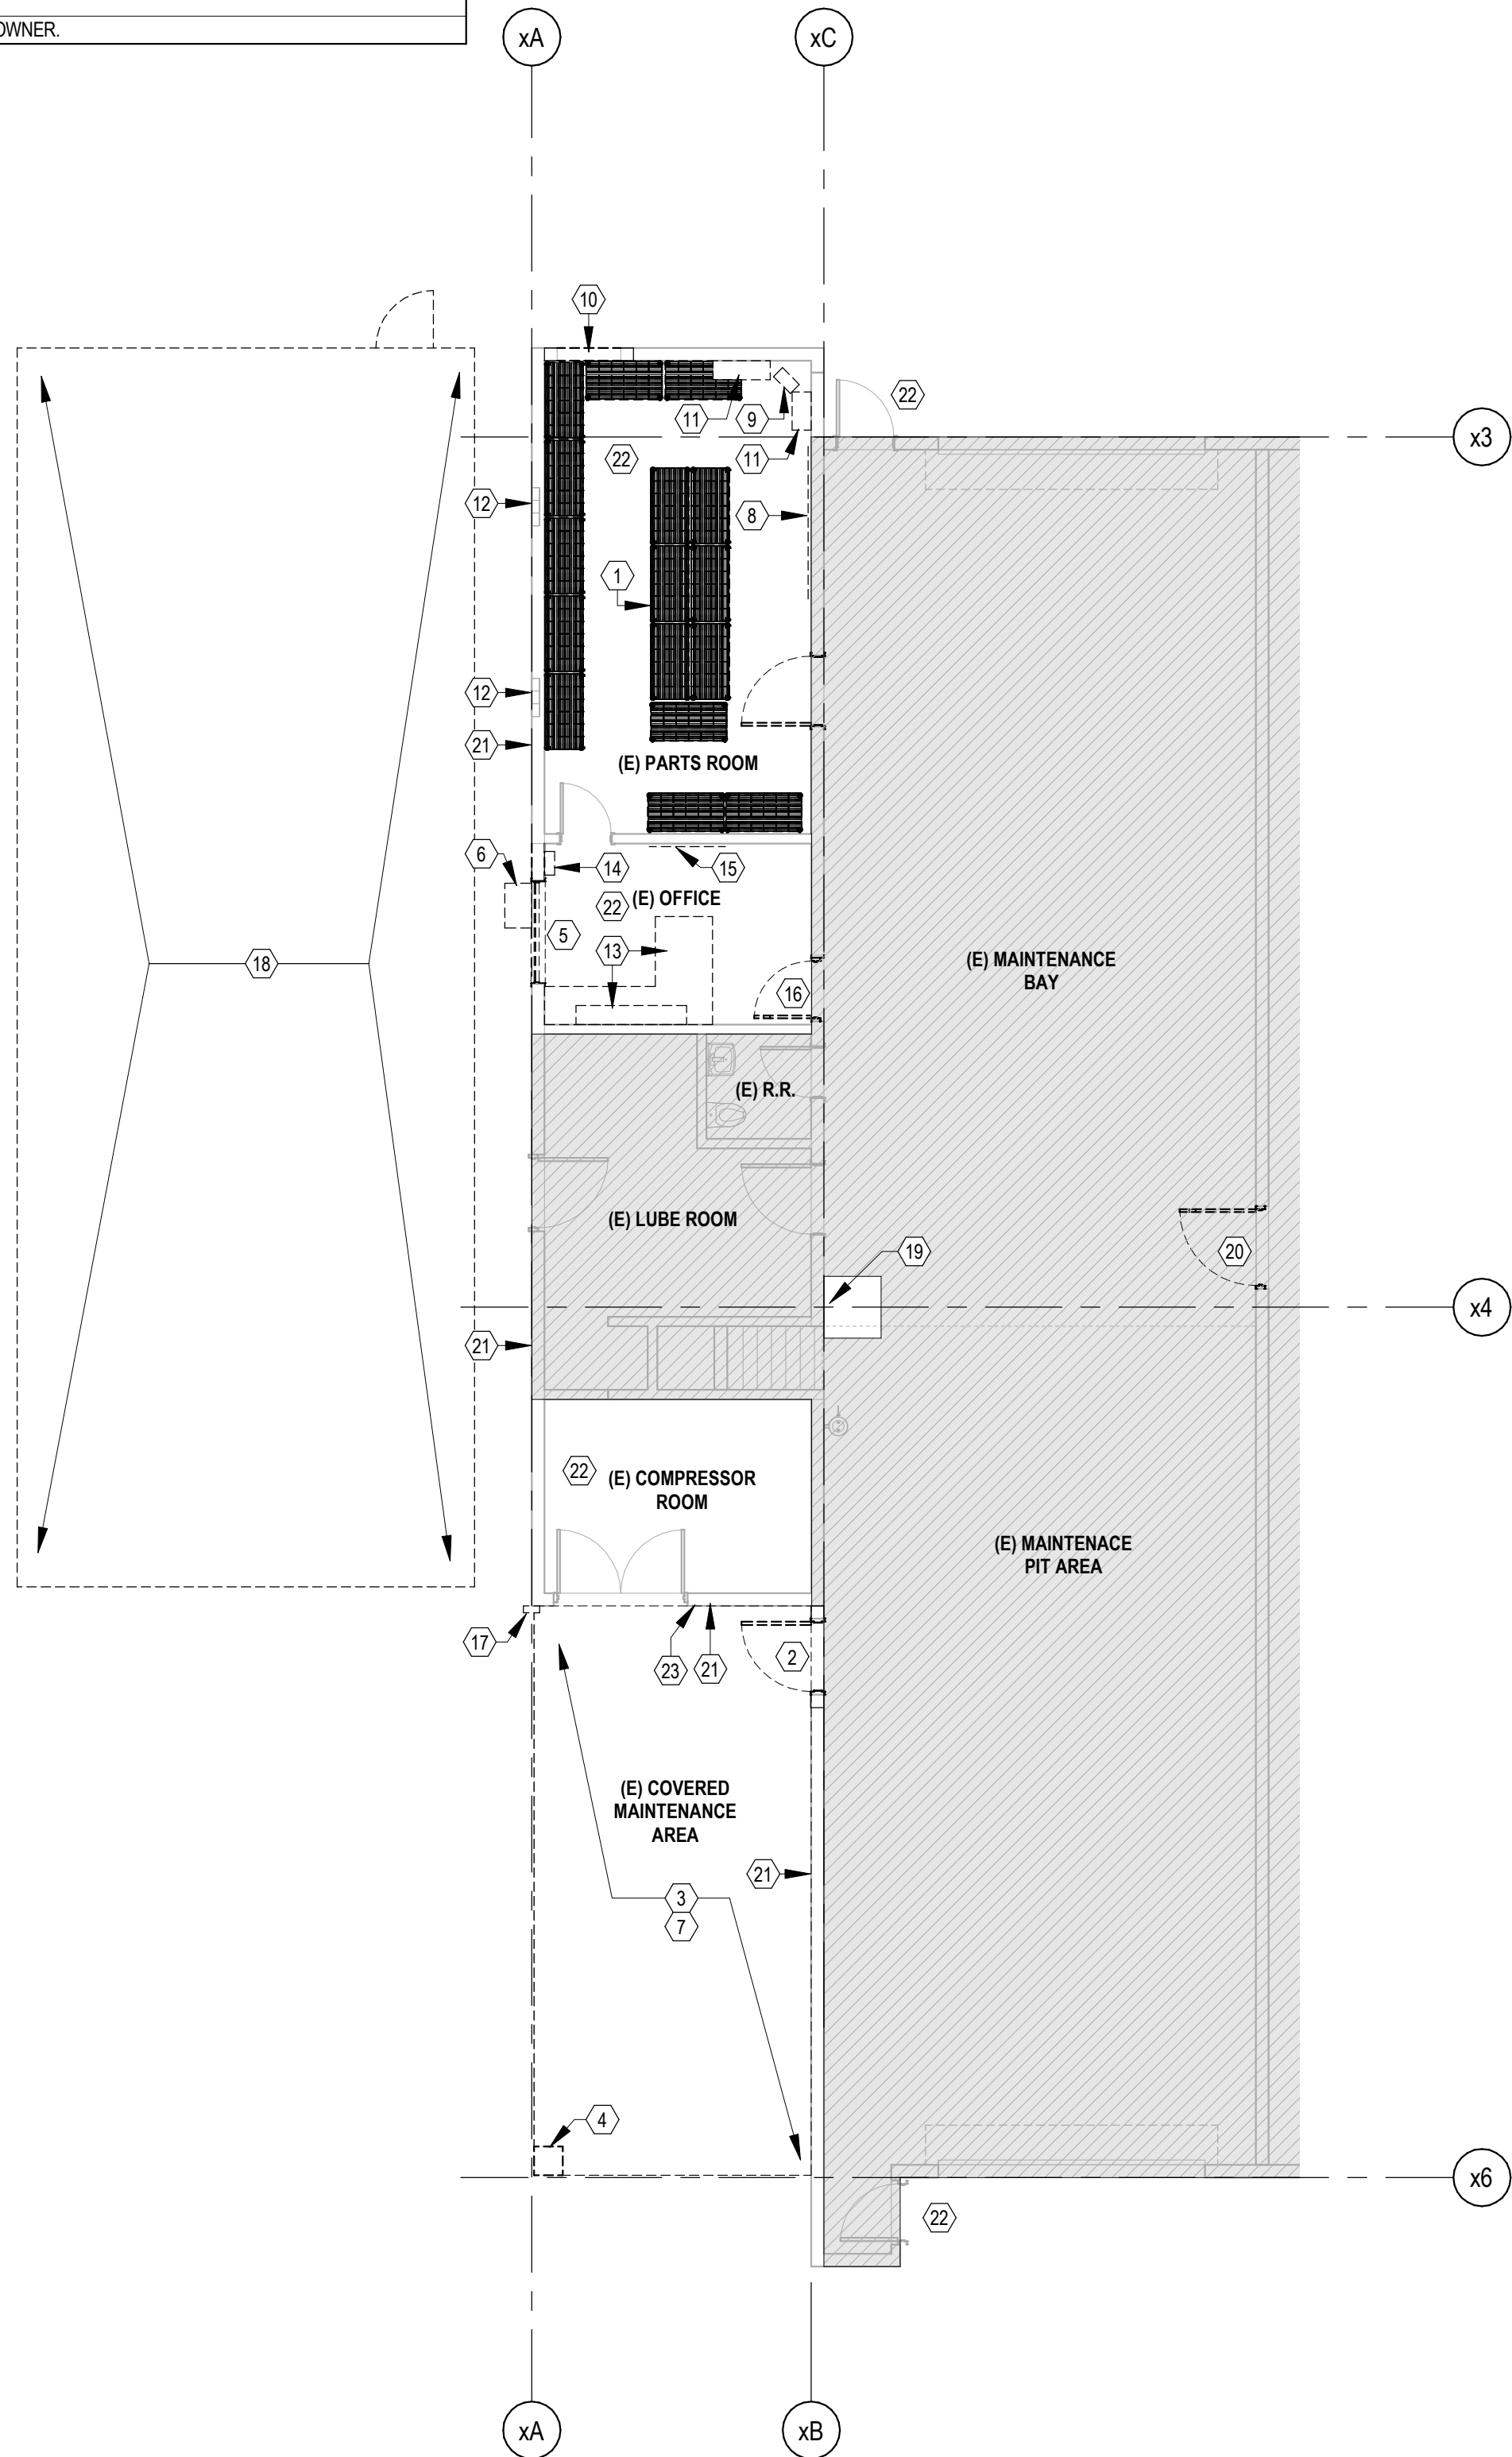 OWNER.
xA
xC
10
11
9
22
x3
22
11
12
8
1
12
21
(E) PARTS ROOM
6
14
15
22
(E) OFFICE
5
13
18
(E) MAINTENANCE
BAY
16
(E) R.R.
(E) LUBE ROOM
19
20
x4
21
22
(E) COMPRESSOR
ROOM
(E) MAINTENACE
PIT AREA
17
23
21
2
(E) COVERED
MAINTENANCE
AREA
21
3
7
4
x6
22
xA
xB